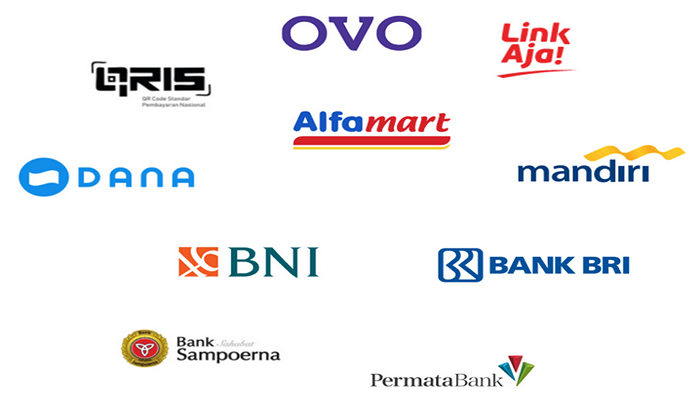 OVO
Link
Aja!
QRIS
QR Code Standar
Pembayaran Nasional
Alfamart
DANA
mandiri
BNI
BANK BRI
Bank Sahabat
Sampoerna
PermataBank